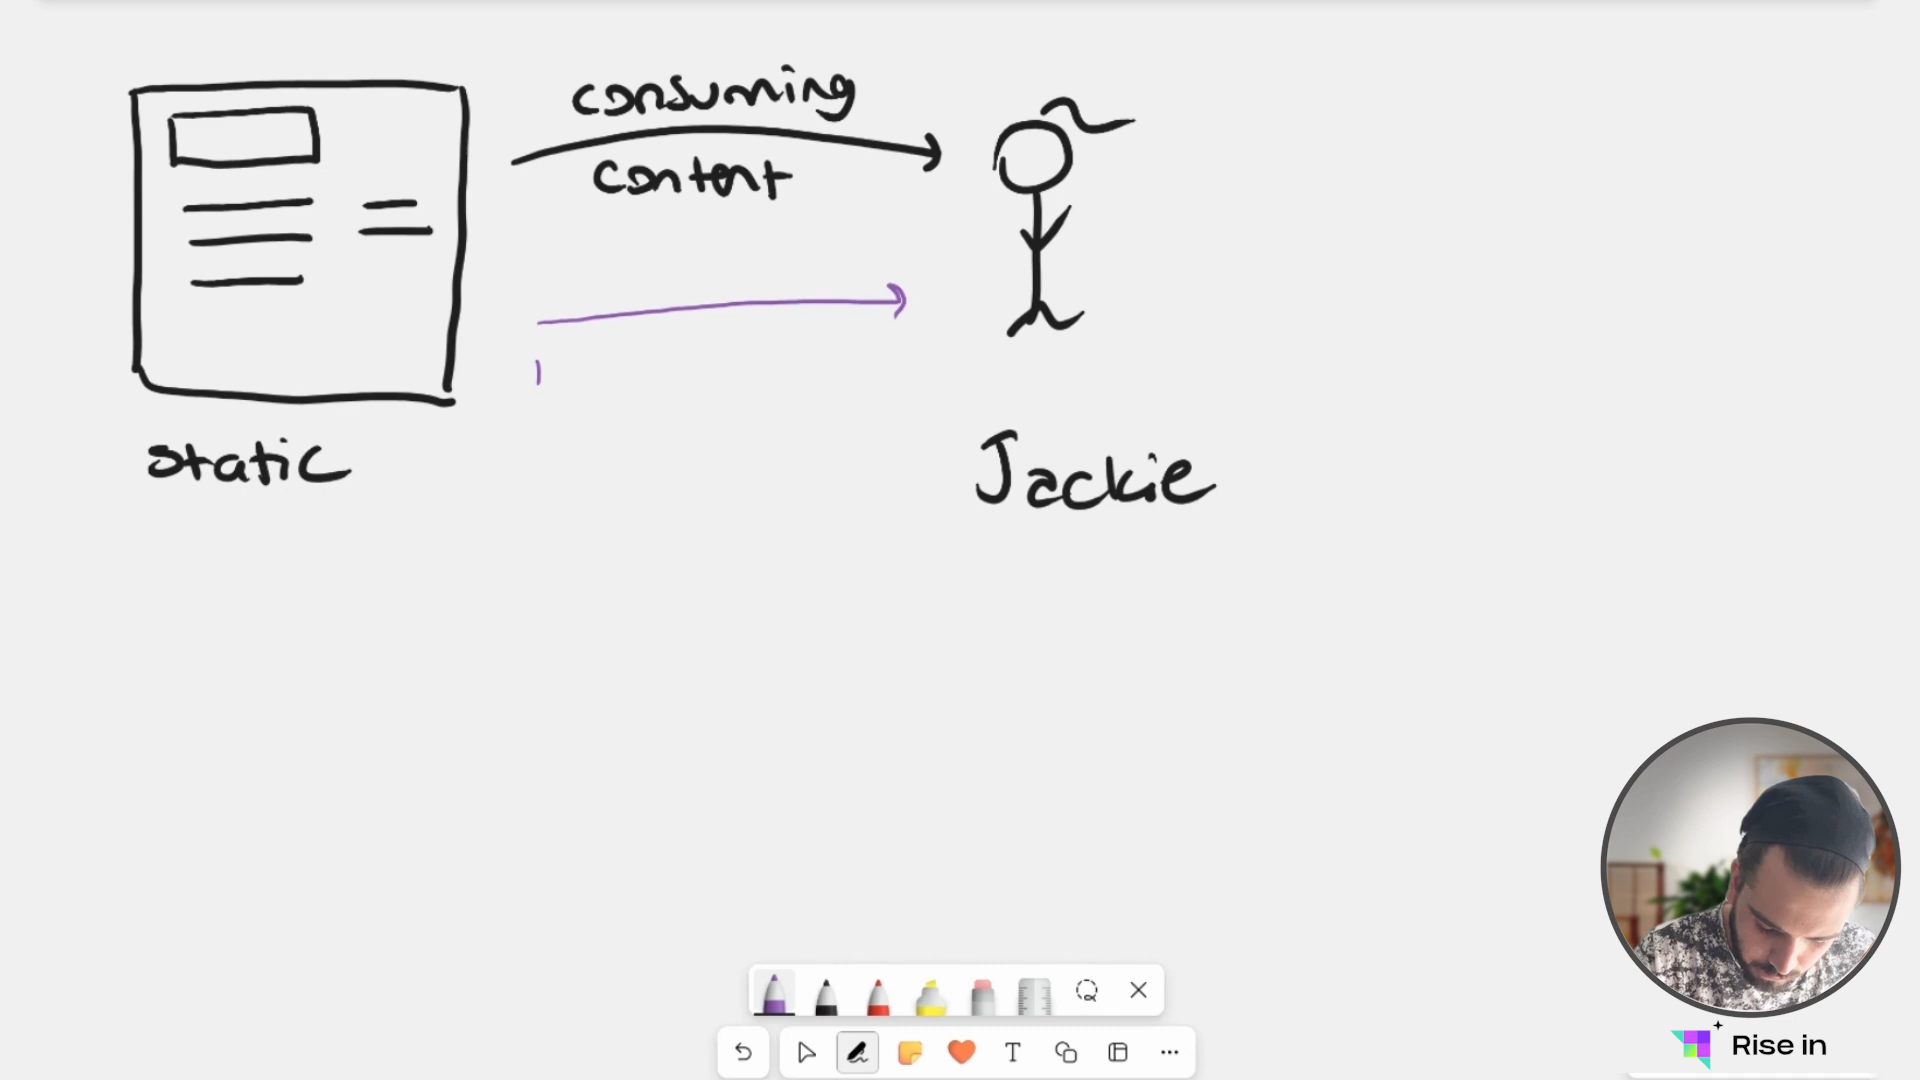 consuming
content
static
Jackie
T
Rise in